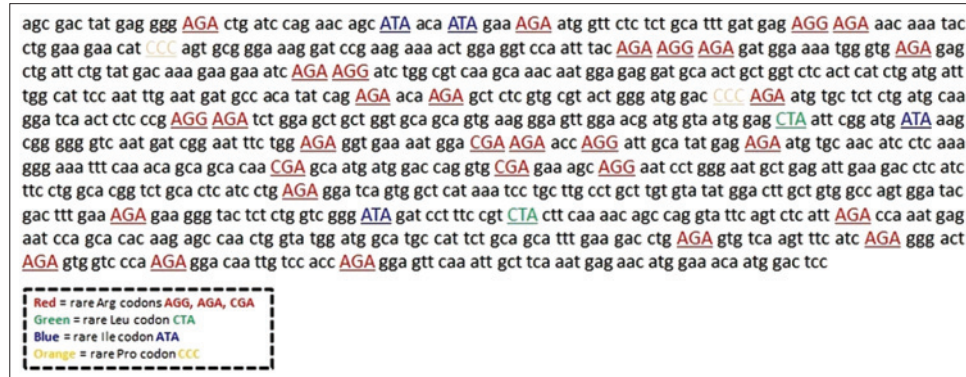 agc gac tat gag ggg AGA ctg atc cag aac agc ATA aca ATA gaa AGA atg gtt ctc tct gca ttt gat gag AGG AGA aac aaa tac
ctg gaa gaa cat CCC agt gcg gga aag gat ccg aag aaa act gga ggt cca att tac AGA AGG AGA gat gga aaa tgg gtg AGA gag
ctg att ctg tat gac aaa gaa gaa atc AGA AGG atc tgg cgt caa gca aac aat gga gag gat gca act gct ggt ctc act cat ctg atg att
tgg cat tcc aat ttg aat gat gcc aca tat cag AGA aca AGA gct ctc gtg cgt act ggg atg gac CCC AGA atg tgc tct ctg atg caa
gga tca act ctc ccg AGG AGA tct gga gct gct ggt gca gca gtg aag gga gtt gga acg atg gta atg gag CTA att cgg atg ATA aag
cgg ggg gtc aat gat cgg aat ttc tgg AGA ggt gaa aat gga CGA AGA acc AGG att gca tat gag AGA atg tgc aac atc ctc aaa
ggg aaa ttt caa aca gca gca caa CGA gca atg atg gac cag gtg CGA gaa agc AGG aat cct ggg aat gct gag att gaa gac ctc atc
ttc ctg gca cgg tct gca ctc atc ctg AGA gga tca gtg gct cat aaa tcc tgc ttg cct gct tgt gta tat gga ctt gct gtg gcc agt gga tac
gac ttt gaa AGA gaa ggg tac tct ctg gtc ggg ATA gat cct ttc cgt CTA ctt caa aac agc cag gta ttc agt ctc att AGA cca aat gag
aat cca gca cac aag agc caa ctg gta tgg atg gca tgc cat tct gca gca ttt gaa gac ctg AGA gtg tca agt ttc atc AGA ggg act
AGA gtg gtc cca AGA gga caa ttg tcc acc AGA gga gtt caa att gct tca aat gag aac atg gaa aca atg gac tcc
Red = rare Arg codons AGG, AGA, CGA
Green = rare Leu codon CTA
Blue = rare Ile codon ATA
Orange = rare Pro codon CCC